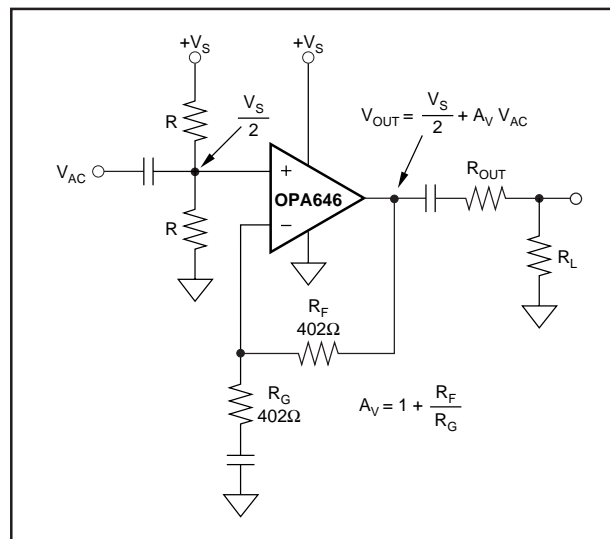 +V_S
+V_S
R
V_S
2
V_OUT = V_S/2 + A_V V_AC
V_AC
+
OPA646
–
R_OUT
R
R_L
R_F
402Ω
R_G
402Ω
A_V = 1 + R_F/R_G